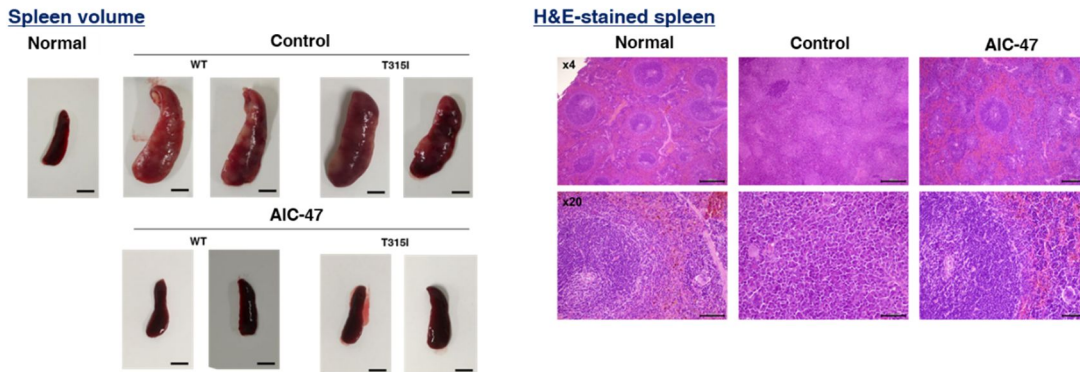 Spleen volume
Normal
Control
WT
T315I
AIC-47
WT
T315I
H&E-stained spleen
Normal
Control
AIC-47
x4
x20